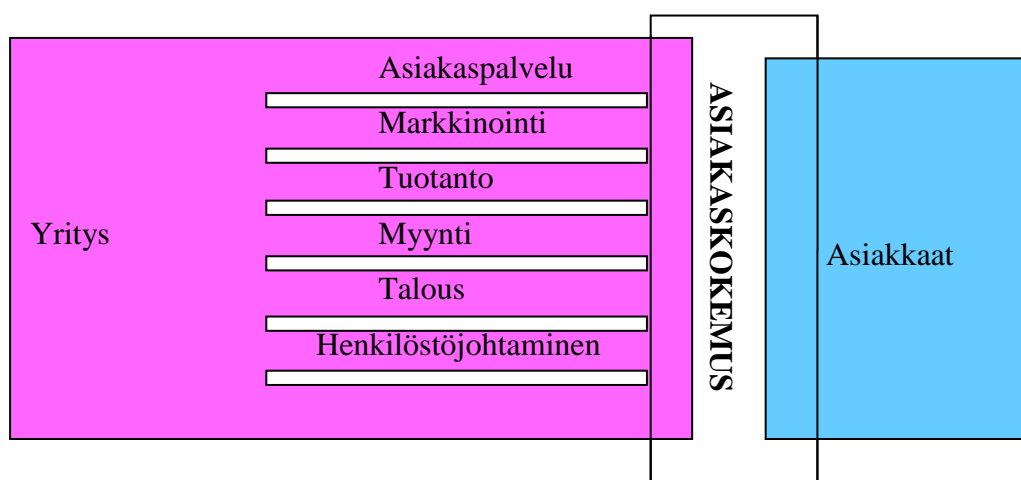 Yritys
Asiakaspalvelu
Markkinointi
Tuotanto
Myynti
Talous
Henkilöstöjohtaminen
ASIAKASKOKEMUS
Asiakkaat